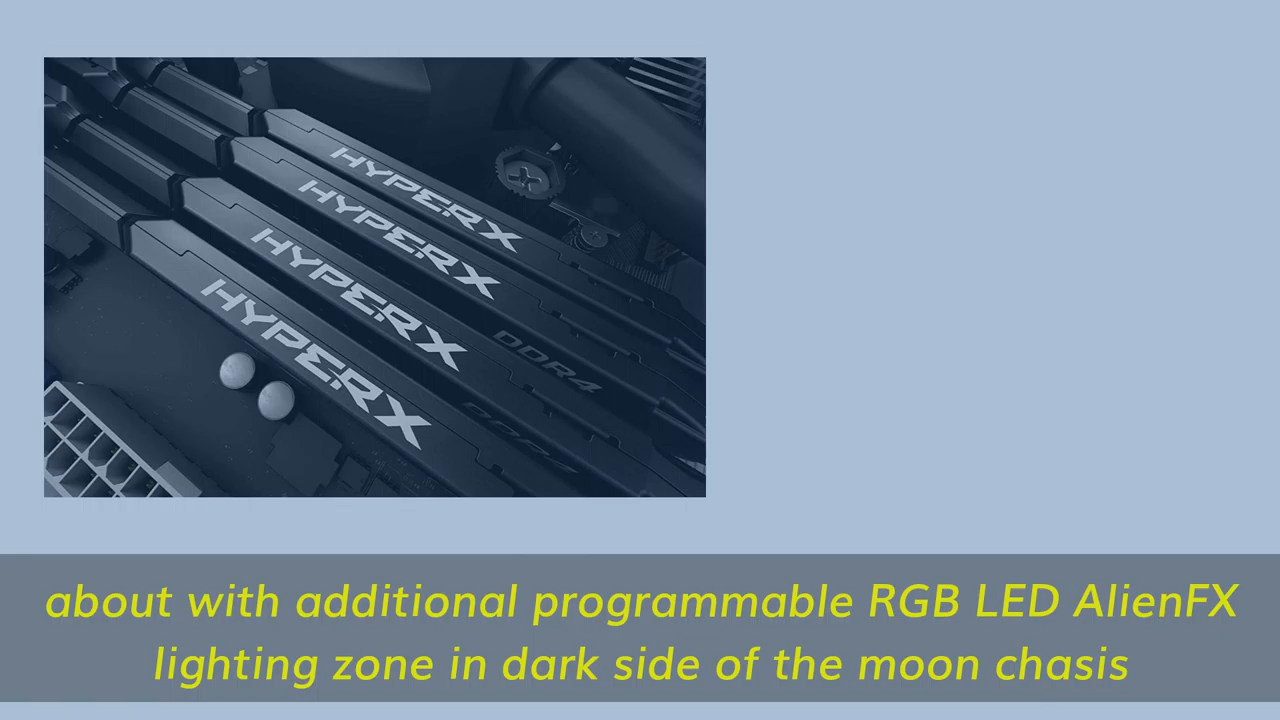 HYPERX
HYPERX
HYPERX
DDR4
HYPERX
DDR4
about with additional programmable RGB LED AlienFX
lighting zone in dark side of the moon chasis